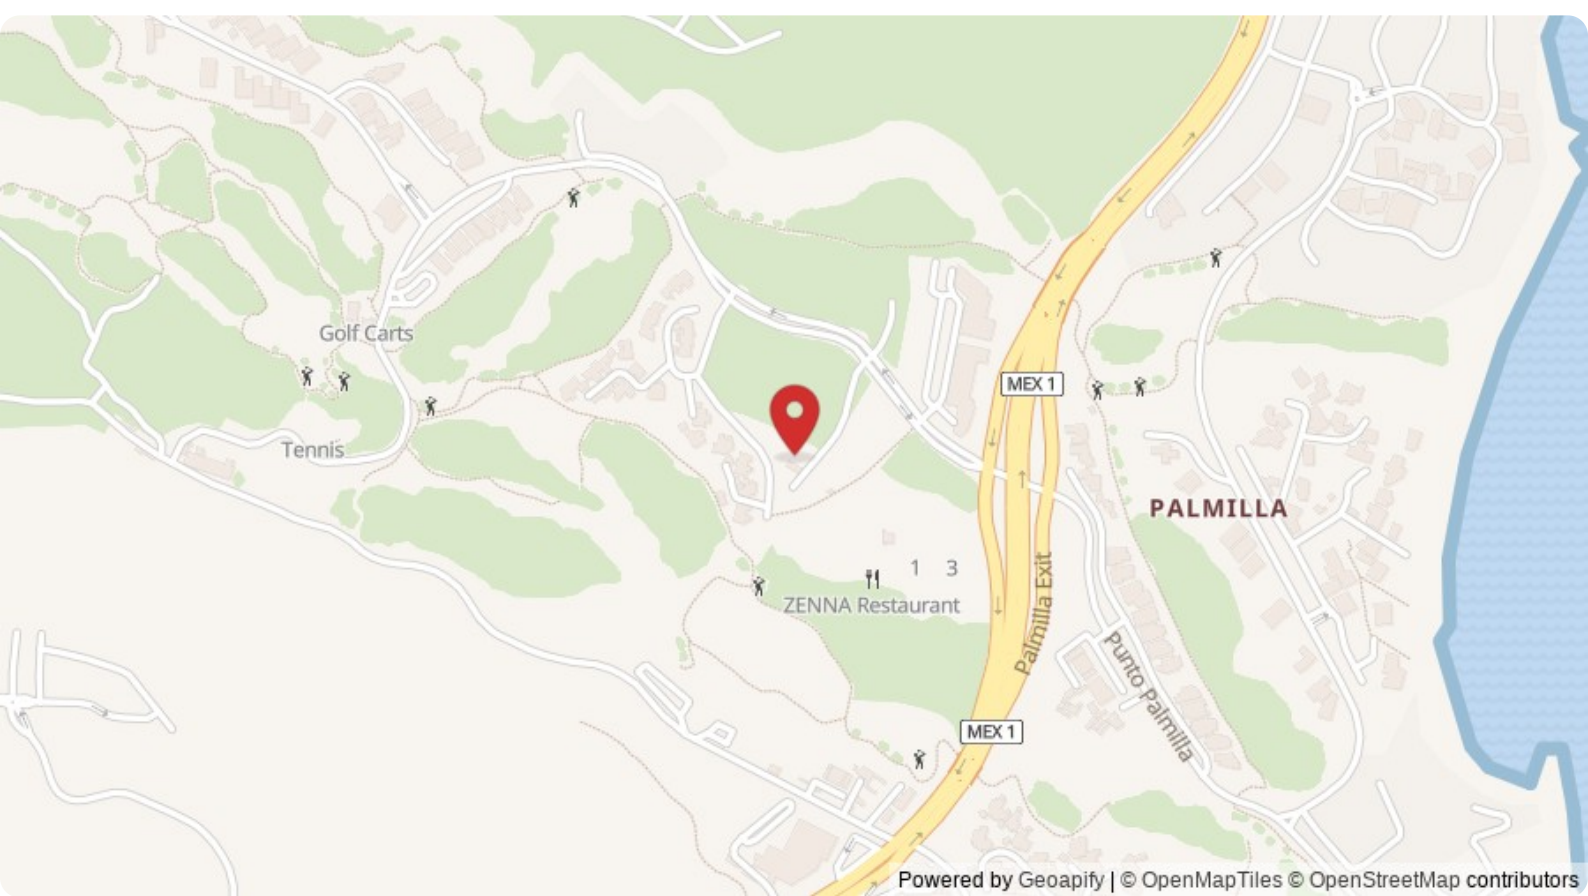 Golf Carts
MEX 1
Tennis
PALMILLA
1 3
ZENNA Restaurant
Palmilla Exit
Punto Palmilla
MEX 1
Powered by Geoapify | © OpenMapTiles © OpenStreetMap contributors